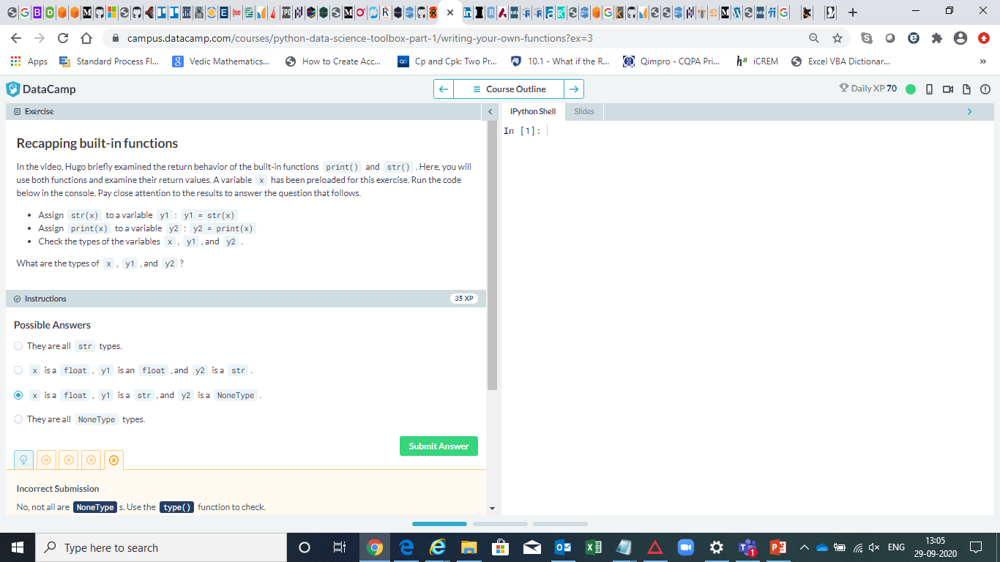 campus.datacamp.com/courses/python-data-science-toolbox-part-1/writing-your-own-functions?ex=3
Apps Standard Process Fl... Vedic Mathematics... How to Create Acc... Cp and Cpk: Two Pr... 10.1 - What if the R... Qimpro - CQPA Pri... iCREM Excel VBA Dictionar... »
DataCamp
Course Outline
Daily XP 70
Exercise
IPython Shell Slides
In [1]:
Recapping built-in functions
In the video, Hugo briefly examined the return behavior of the built-in functions print() and str() . Here, you will
use both functions and examine their return values. A variable x has been preloaded for this exercise. Run the code
below in the console. Pay close attention to the results to answer the question that follows.
• Assign str(x) to a variable y1 : y1 = str(x)
• Assign print(x) to a variable y2 : y2 = print(x)
• Check the types of the variables x , y1 , and y2 .
What are the types of x , y1 , and y2 ?
Instructions 35 XP
Possible Answers
They are all str types.
x is a float , y1 is an float , and y2 is a str .
x is a float , y1 is a str , and y2 is a NoneType .
They are all NoneType types.
Submit Answer
Incorrect Submission
No, not all are NoneType s. Use the type() function to check.
Type here to search
ENG
13:05
29-09-2020